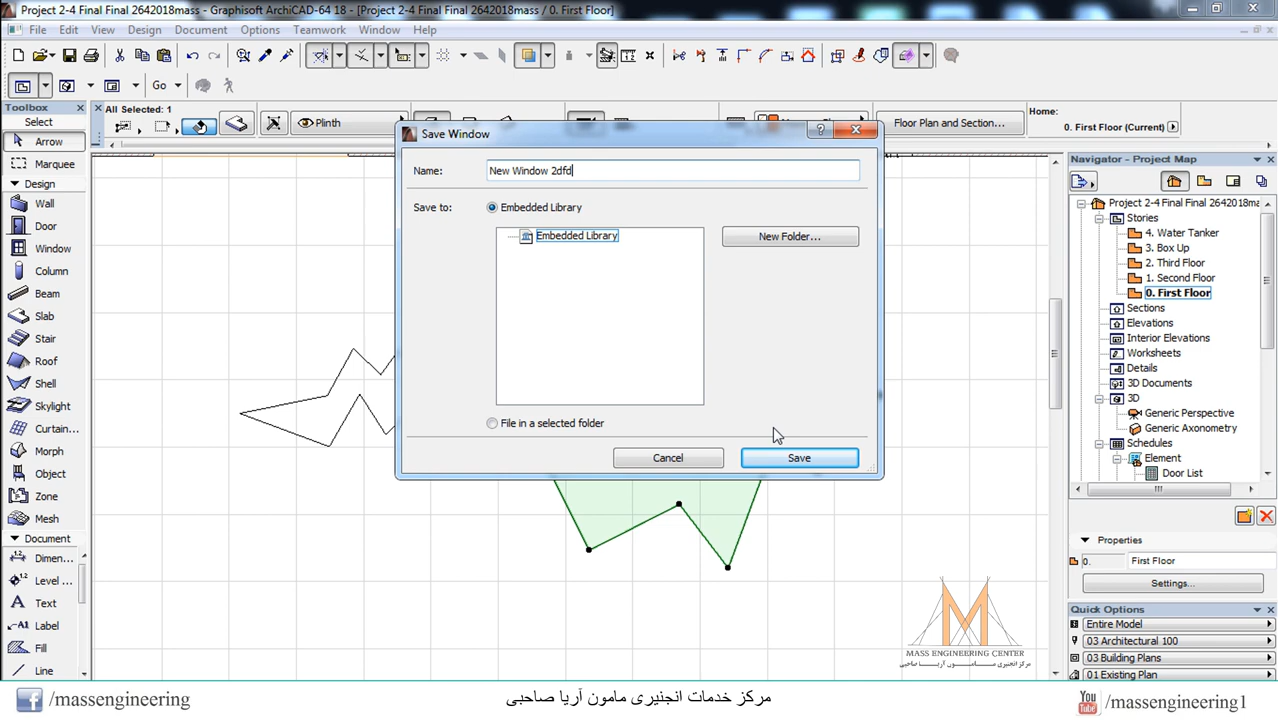 Project 2-4 Final Final 2642018mass - Graphisoft ArchiCAD-64 18 - [Project 2-4 Final Final 2642018mass / 0. First Floor]
File Edit View Design Document Options Teamwork Window Help
Go
Toolbox
All Selected: 1
Home:
Select
Plinth
Floor Plan and Section...
0. First Floor (Current)
Arrow
Marquee
Design
Wall
Door
Window
Column
Beam
Slab
Stair
Roof
Shell
Skylight
Curtain...
Morph
Object
Zone
Mesh
Document
Dimen...
Level ...
Text
Label
Fill
Line
Save Window
Name:
New Window 2dfd
Save to:
Embedded Library
Embedded Library
New Folder...
File in a selected folder
Cancel
Save
Navigator - Project Map
Project 2-4 Final Final 2642018ma
Stories
4. Water Tanker
3. Box Up
2. Third Floor
1. Second Floor
0. First Floor
Sections
Elevations
Interior Elevations
Worksheets
Details
3D Documents
3D
Generic Perspective
Generic Axonometry
Schedules
Element
Door List
Properties
0. First Floor
Settings...
Quick Options
Entire Model
03 Architectural 100
03 Building Plans
01 Existing Plan
MASS ENGINEERING CENTER
مرکز انجنیری مـامـون آریـا صاحبی
/massengineering
مرکز خدمات انجنیری مامون آریا صاحبی
You Tube
/massengineering1